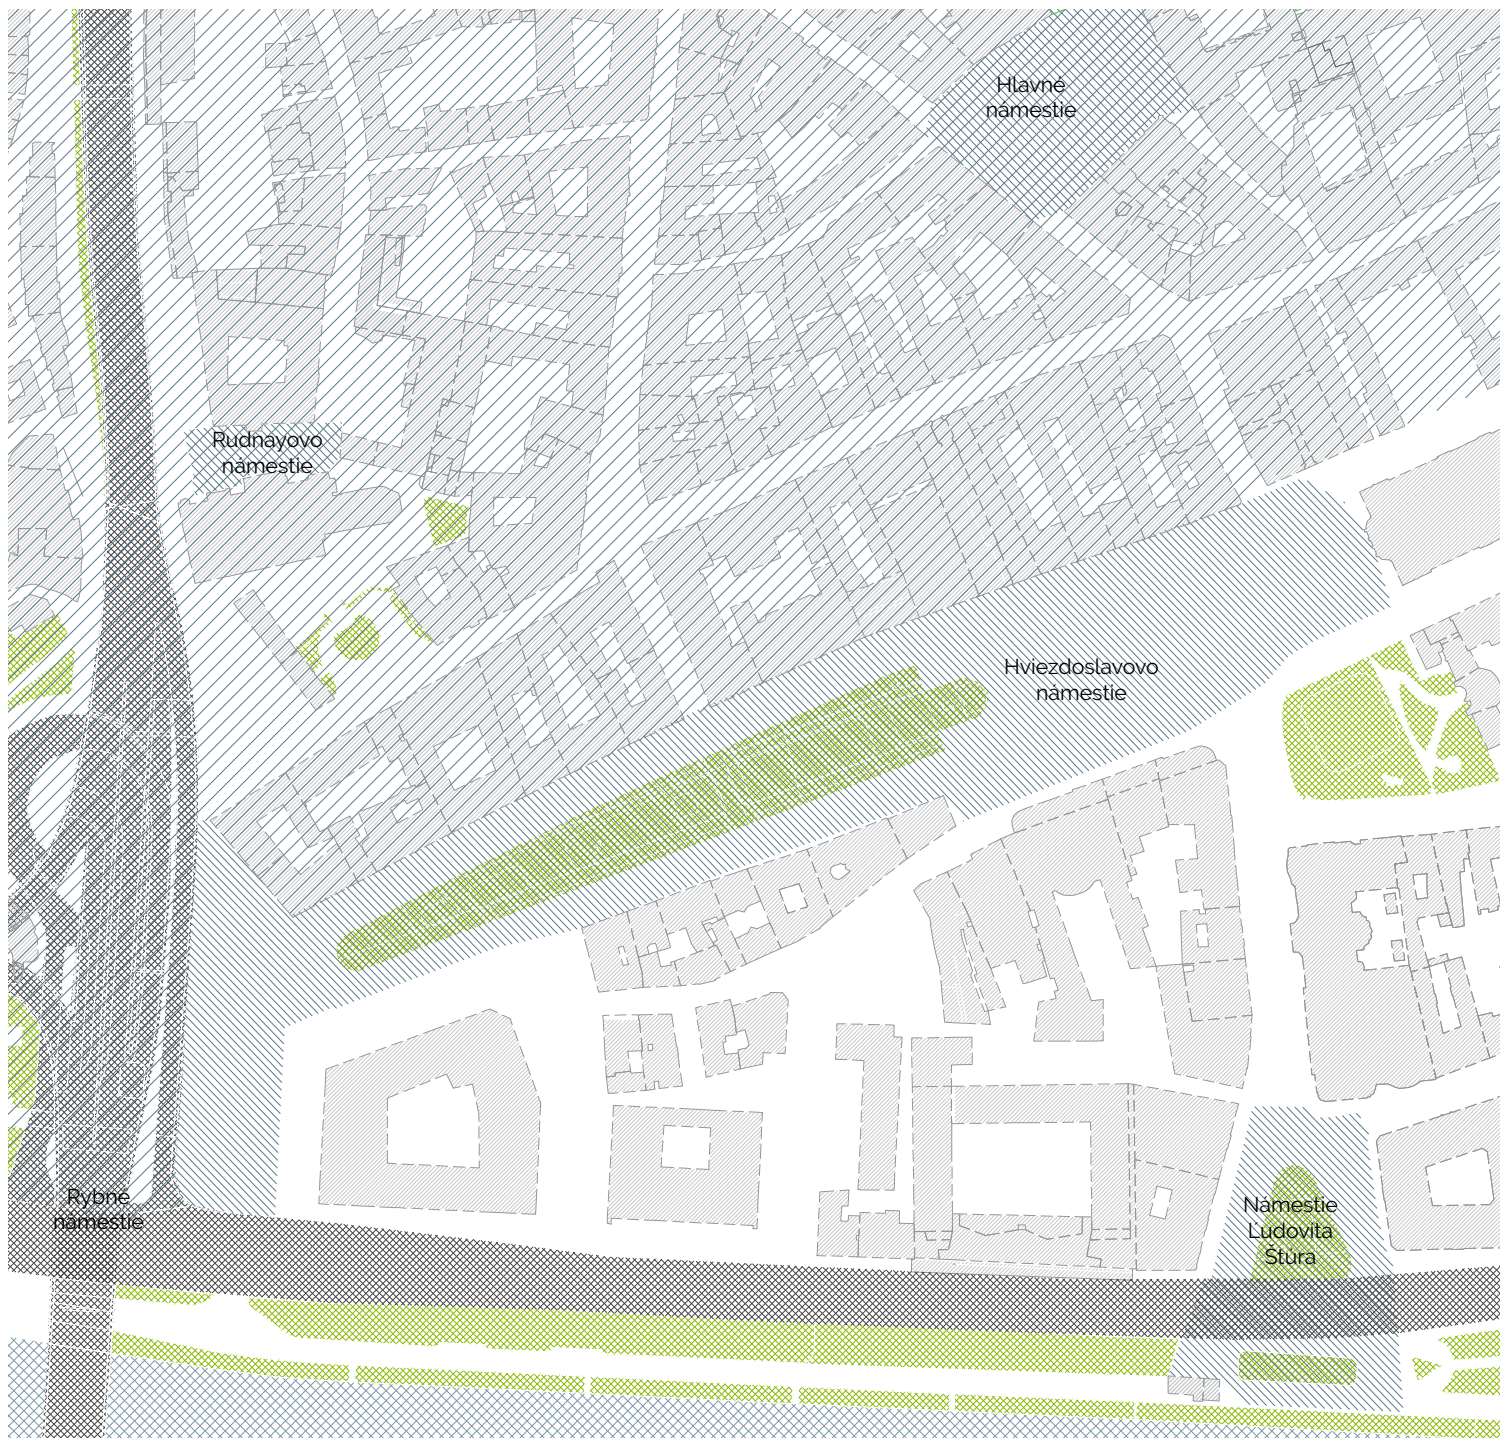 Hlavné
námestie
Rudnayovo
námestie
Hviezdoslavovo
námestie
Rybné
námestie
Námestie
Ľudovíta
Štúra